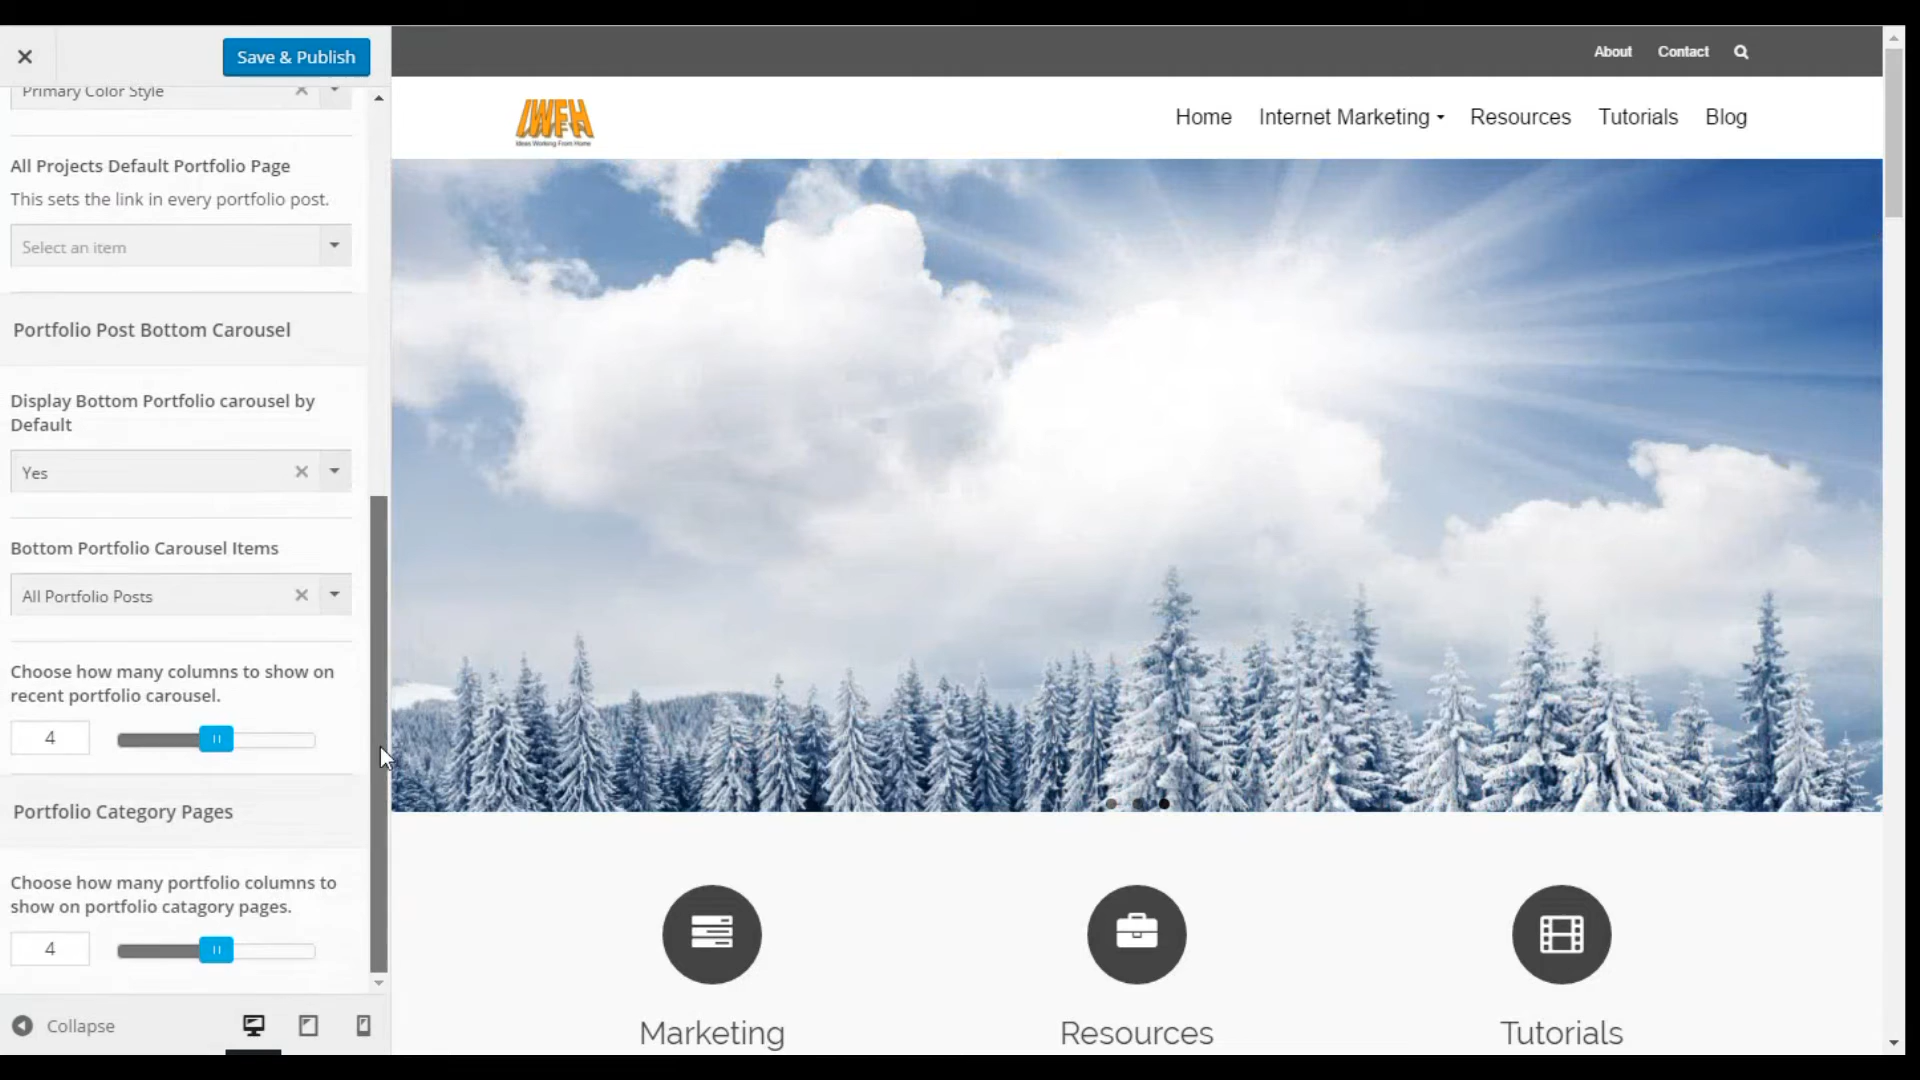 Save & Publish
About Contact
Primary Color Style
IWFH
Ideas Working From Home
Home Internet Marketing Resources Tutorials Blog
All Projects Default Portfolio Page
This sets the link in every portfolio post.
Select an item
Portfolio Post Bottom Carousel
Display Bottom Portfolio carousel by
Default
Yes
Bottom Portfolio Carousel Items
All Portfolio Posts
Choose how many columns to show on
recent portfolio carousel.
4
Portfolio Category Pages
Choose how many portfolio columns to
show on portfolio catagory pages.
4
Collapse
Marketing Resources Tutorials